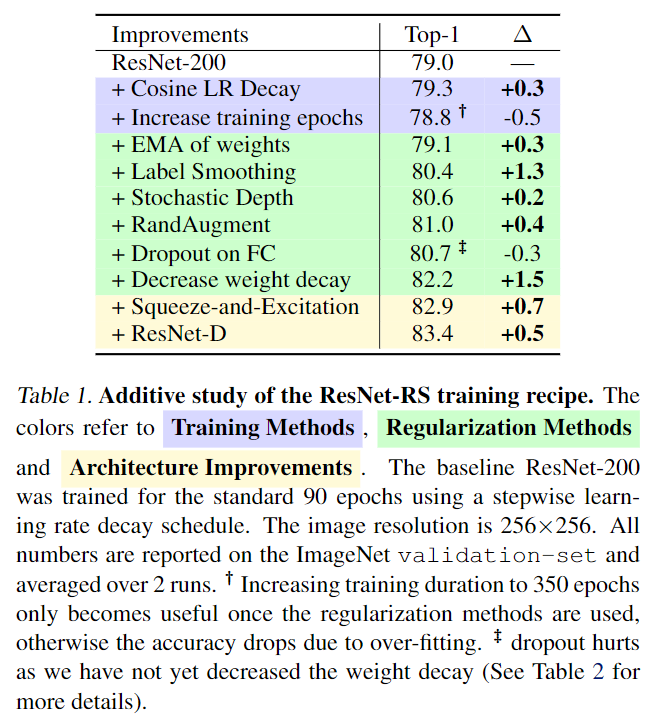 Improvements Top-1 Δ
ResNet-200 79.0 —
+ Cosine LR Decay 79.3 +0.3
+ Increase training epochs 78.8 † -0.5
+ EMA of weights 79.1 +0.3
+ Label Smoothing 80.4 +1.3
+ Stochastic Depth 80.6 +0.2
+ RandAugment 81.0 +0.4
+ Dropout on FC 80.7 ‡ -0.3
+ Decrease weight decay 82.2 +1.5
+ Squeeze-and-Excitation 82.9 +0.7
+ ResNet-D 83.4 +0.5
Table 1. Additive study of the ResNet-RS training recipe. The
colors refer to Training Methods , Regularization Methods
and Architecture Improvements . The baseline ResNet-200
was trained for the standard 90 epochs using a stepwise learn-
ing rate decay schedule. The image resolution is 256×256. All
numbers are reported on the ImageNet validation-set and
averaged over 2 runs. † Increasing training duration to 350 epochs
only becomes useful once the regularization methods are used,
otherwise the accuracy drops due to over-fitting. ‡ dropout hurts
as we have not yet decreased the weight decay (See Table 2 for
more details).